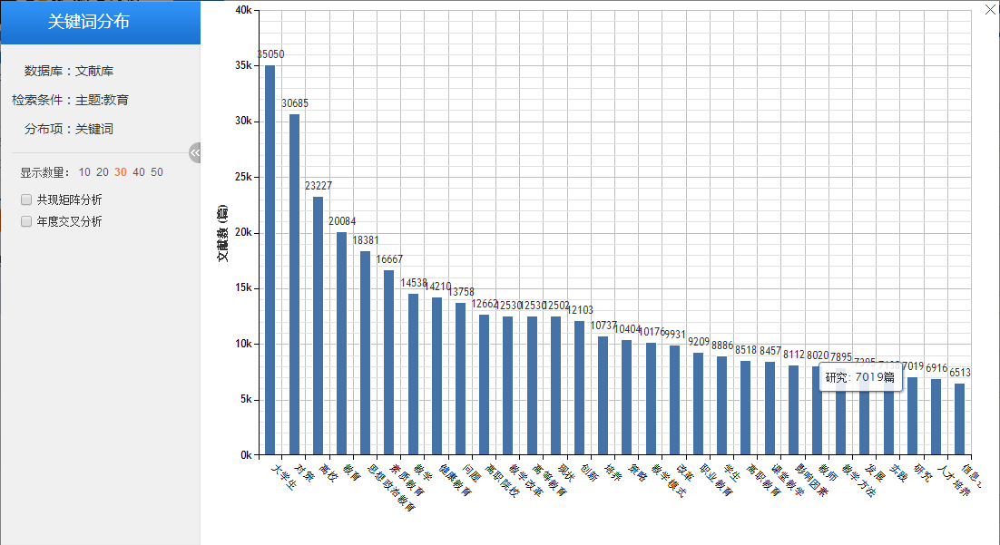 关键词分布
数据库：文献库
检索条件：主题:教育
分布项：关键词
显示数量： 10 20 30 40 50
共现矩阵分析
年度交叉分析
文献数 (篇)
40k
35k
30k
25k
20k
15k
10k
5k
0k
35050
30685
23227
20084
18381
16667
14538
14210
13758
12662
12530
12530
12502
12103
10737
10404
10176
9931
9209
8886
8518
8457
8112
8020
7895
7019
6916
6513
研究: 7019篇
大学生
对策
高校
教育
思想政治教育
素质教育
教学
健康教育
问题
高职院校
教学改革
高等教育
现状
创新
培养
策略
教学模式
改革
职业教育
学生
高职教育
课堂教学
影响因素
教师
教学方法
发展
实践
研究
人才培养
信息